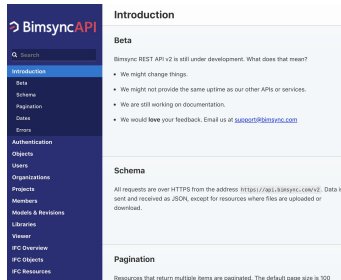 BimsyncAPI
Search
Introduction
Beta
Schema
Pagination
Dates
Errors
Authentication
Objects
Users
Organizations
Projects
Members
Models & Revisions
Libraries
Viewer
IFC Overview
IFC Objects
IFC Resources
Introduction
Beta
Bimsync REST API v2 is still under development. What does that mean?
• We might change things.
• We might not provide the same uptime as our other APIs or services.
• We are still working on documentation.
• We would love your feedback. Email us at support@bimsync.com
Schema
All requests are over HTTPS from the address https://api.bimsync.com/v2. Data i
sent and received as JSON, except for resources where files are uploaded or
download.
Pagination
Resources that return multiple items are paginated. The default page size is 100